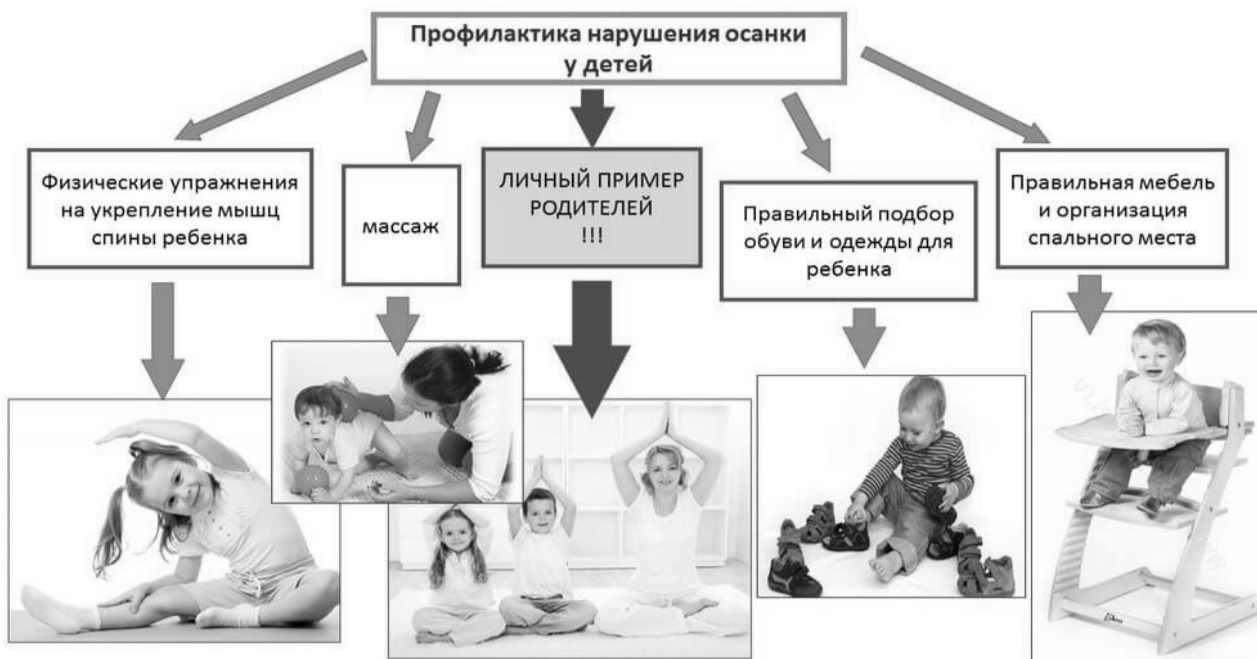 Профилактика нарушения осанки
у детей
Физические упражнения
на укрепление мышц
спины ребенка
массаж
ЛИЧНЫЙ ПРИМЕР
РОДИТЕЛЕЙ
!!!
Правильный подбор
обуви и одежды для
ребенка
Правильная мебель
и организация
спального места